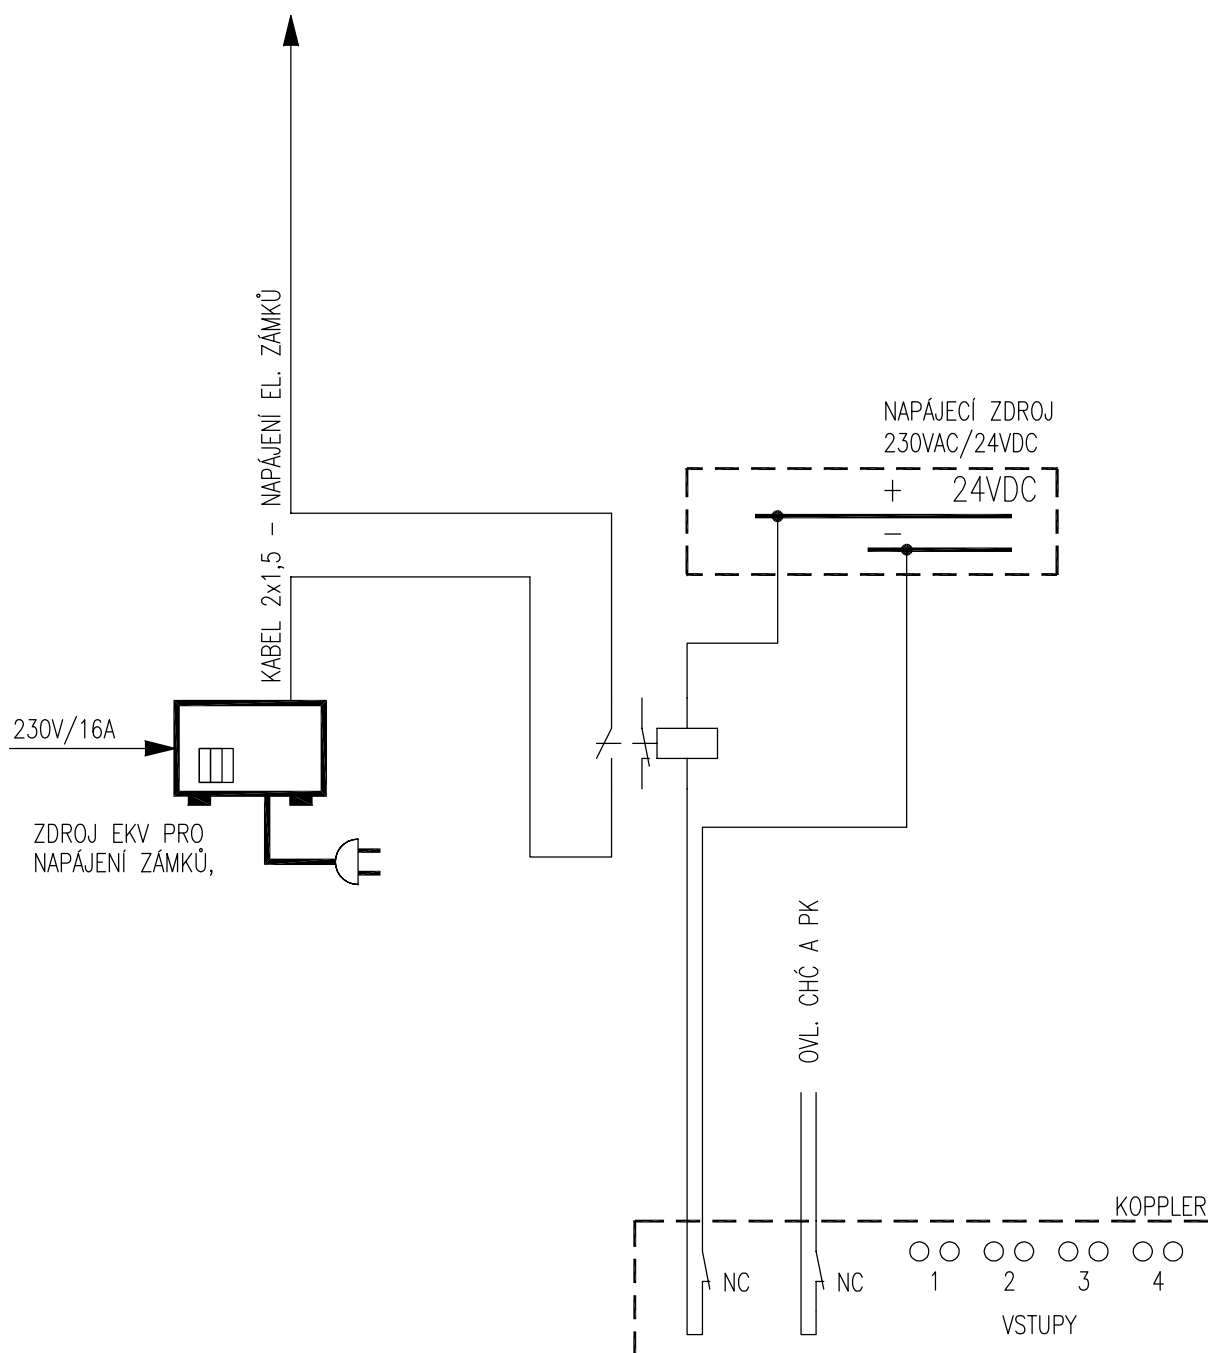 KABEL 2x1,5 - NAPÁJENÍ EL. ZÁMKŮ
NAPÁJECÍ ZDROJ
230VAC/24VDC
+ 24VDC
-
230V/16A
ZDROJ EKV PRO
NAPÁJENÍ ZÁMKŮ,
OVL. CHĆ A PK
KOPPLER
NC
NC
1 2 3 4
VSTUPY